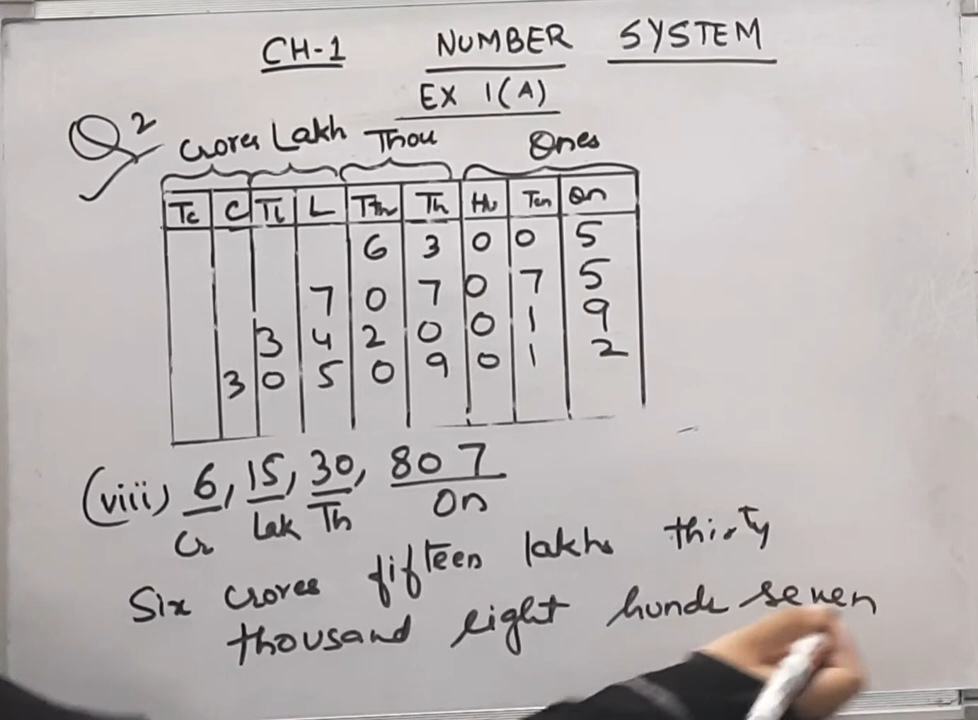 CH-1 NUMBER SYSTEM
EX 1(A)
Q2
Crores Lakh Thou Ones
Tc C TL L Tth Th Hu Ten On
6 3 0 0 5
7 0 7 0 7 5
3 4 2 0 0 1 9
3 0 5 0 9 0 1 2
(viii) 6, 15, 30, 807
Cr Lak Th On
Six crores fifteen lakhs thirty
thousand eight hundr seven